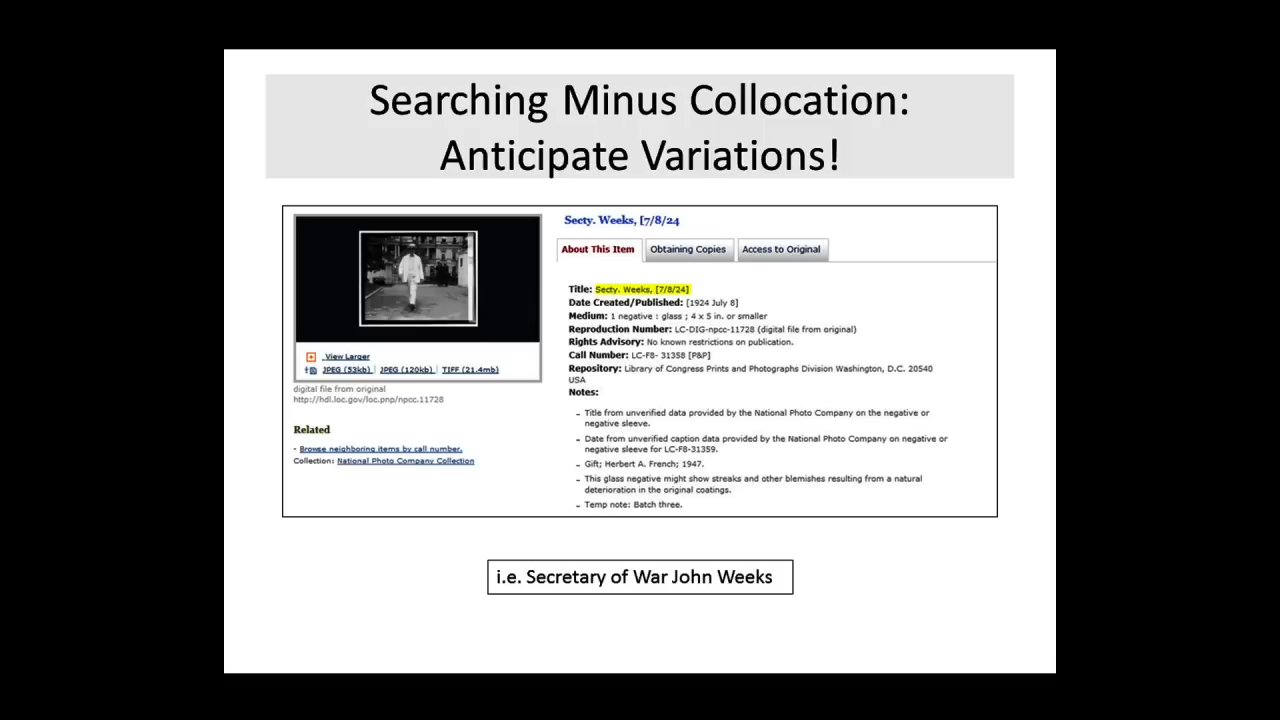 Searching Minus Collocation:
Anticipate Variations!
Secty. Weeks, [7/8/24
About This Item
Obtaining Copies
Access to Original
Title: Secty. Weeks, [7/8/24]
Date Created/Published: [1924 July 8]
Medium: 1 negative : glass ; 4 x 5 in. or smaller
Reproduction Number: LC-DIG-npcc-11728 (digital file from original)
Rights Advisory: No known restrictions on publication.
Call Number: LC-F8- 31358 [P&P]
Repository: Library of Congress Prints and Photographs Division Washington, D.C. 20540
USA
Notes:
- Title from unverified data provided by the National Photo Company on the negative or
negative sleeve.
- Date from unverified caption data provided by the National Photo Company on negative or
negative sleeve for LC-F8-31359.
- Gift; Herbert A. French; 1947.
- This glass negative might show streaks and other blemishes resulting from a natural
deterioration in the original coatings.
- Temp note: Batch three.
View Larger
JPEG (53kb) | JPEG (120kb) | TIFF (21.4mb)
digital file from original
http://hdl.loc.gov/loc.pnp/npcc.11728
Related
- Browse neighboring items by call number.
Collection: National Photo Company Collection
i.e. Secretary of War John Weeks